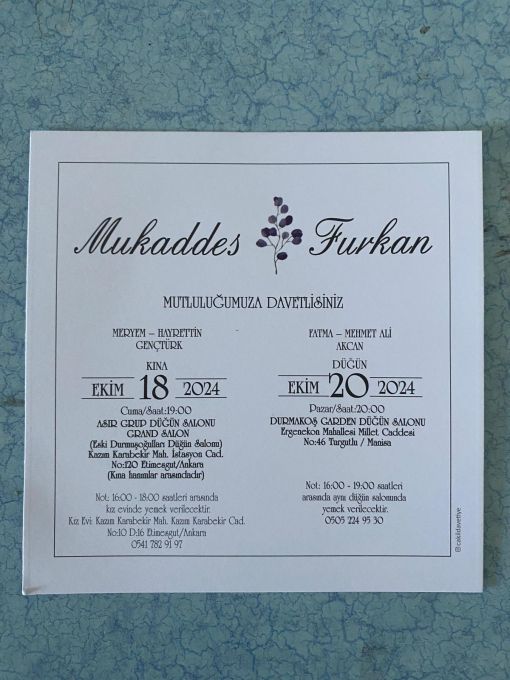 Mukaddes Furkan
MUTLULUĞUMUZA DAVETLİSİNİZ
MERYEM – HAYRETTİN
GENÇTÜRK
KINA
EKİM 18 2024
Cuma/Saat:19:00
ASIR GRUP DÜĞÜN SALONU
GRAND SALON
(Eski Durmuşoğulları Düğün Salonu)
Kazım Karabekir Mah. İstasyon Cad.
No:120 Etimesgut/Ankara
(Kına hanımlar arasındadır)
Not: 16:00 - 18:00 saatleri arasında
kız evinde yemek verilecektir.
Kız Evi: Kazım Karabekir Mah. Kazım Karabekir Cad.
No:10 D:16 Etimesgut/Ankara
0541 782 91 97
FATMA – MEHMET ALİ
AKCAN
DÜĞÜN
EKİM 20 2024
Pazar/Saat:20:00
DURMAKOŞ GARDEN DÜĞÜN SALONU
Ergenekon Mahallesi Millet Caddesi
No:46 Turgutlu / Manisa
Not: 16:00 - 19:00 saatleri
arasında aynı düğün salonunda
yemek verilecektir.
0505 224 95 30
@cakildavetiye